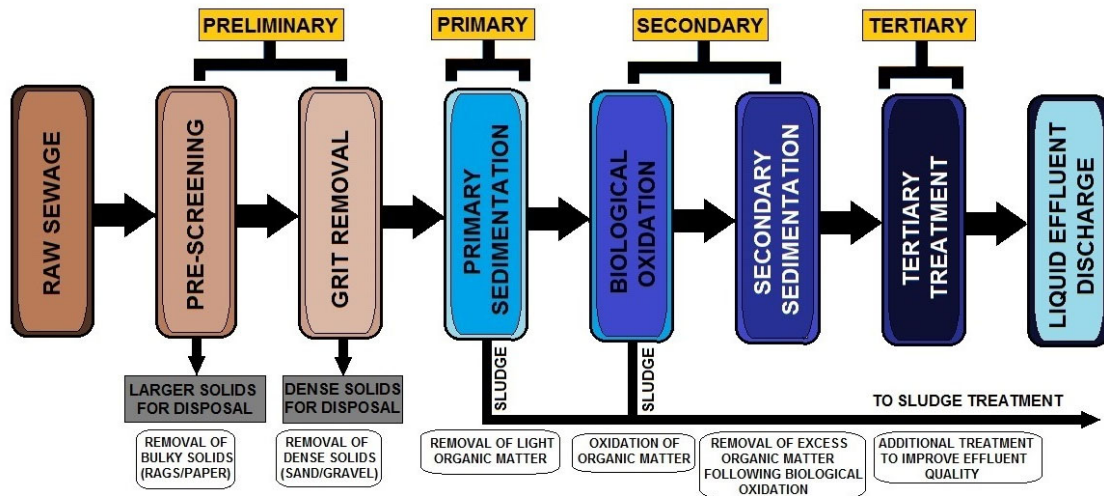 PRELIMINARY
PRIMARY
SECONDARY
TERTIARY
RAW SEWAGE
PRE-SCREENING
GRIT REMOVAL
PRIMARY
SEDIMENTATION
BIOLOGICAL
OXIDATION
SECONDARY
SEDIMENTATION
TERTIARY
TREATMENT
LIQUID EFFLUENT
DISCHARGE
LARGER SOLIDS
FOR DISPOSAL
DENSE SOLIDS
FOR DISPOSAL
SLUDGE
SLUDGE
TO SLUDGE TREATMENT
REMOVAL OF
BULKY SOLIDS
(RAGS/PAPER)
REMOVAL OF
DENSE SOLIDS
(SAND/GRAVEL)
REMOVAL OF LIGHT
ORGANIC MATTER
OXIDATION OF
ORGANIC MATTER
REMOVAL OF EXCESS
ORGANIC MATTER
FOLLOWING BIOLOGICAL
OXIDATION
ADDITIONAL TREATMENT
TO IMPROVE EFFLUENT
QUALITY